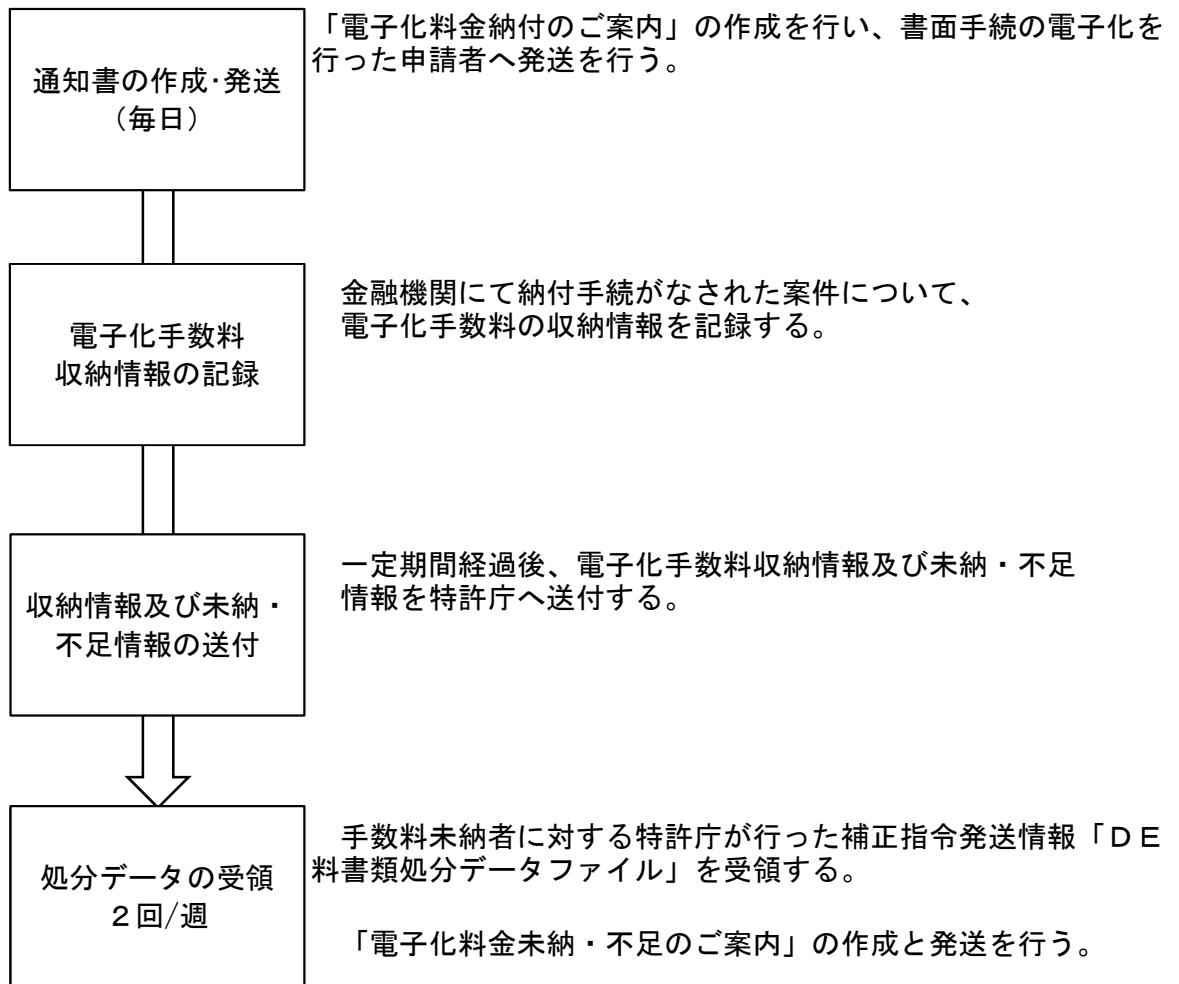 通知書の作成・発送
（毎日）
「電子化料金納付のご案内」の作成を行い、書面手続の電子化を
行った申請者へ発送を行う。
電子化手数料
収納情報の記録
金融機関にて納付手続がなされた案件について、
電子化手数料の収納情報を記録する。
収納情報及び未納・
不足情報の送付
一定期間経過後、電子化手数料収納情報及び未納・不足
情報を特許庁へ送付する。
処分データの受領
２回/週
手数料未納者に対する特許庁が行った補正指令発送情報「ＤＥ
料書類処分データファイル」を受領する。
「電子化料金未納・不足のご案内」の作成と発送を行う。